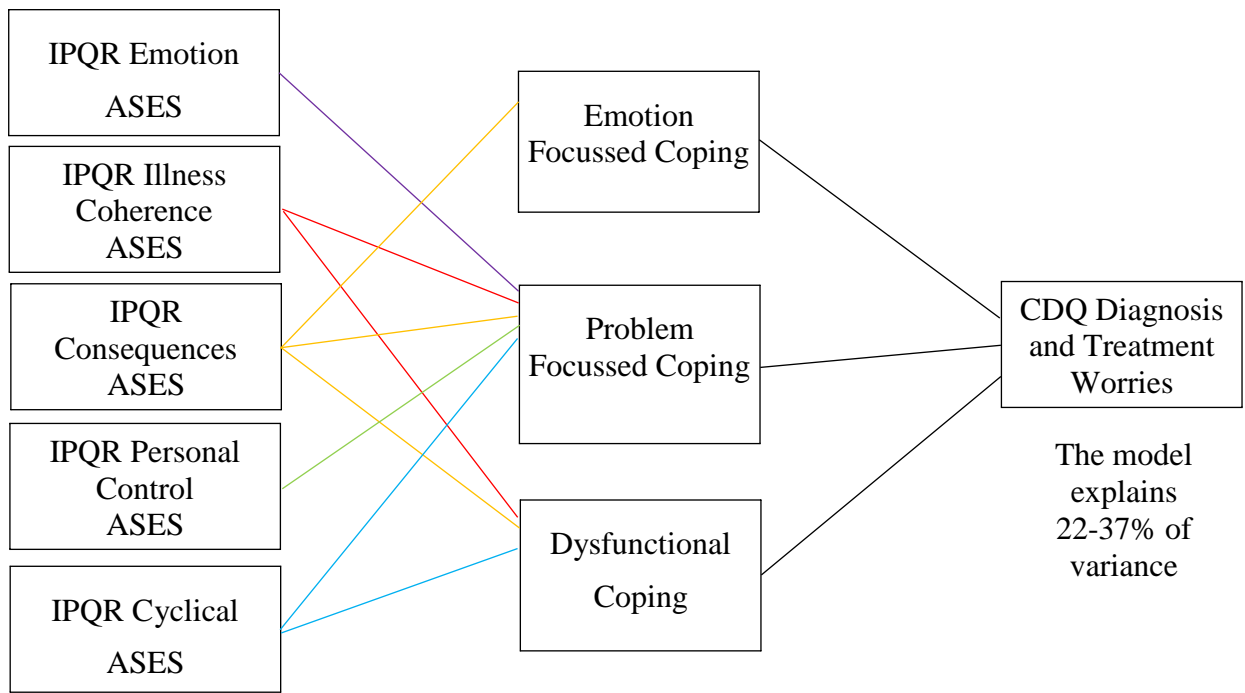 IPQR Emotion
ASES
IPQR Illness
Coherence
ASES
IPQR
Consequences
ASES
IPQR Personal
Control
ASES
IPQR Cyclical
ASES
Emotion
Focussed Coping
Problem
Focussed Coping
Dysfunctional
Coping
CDQ Diagnosis
and Treatment
Worries
The model
explains
22-37% of
variance